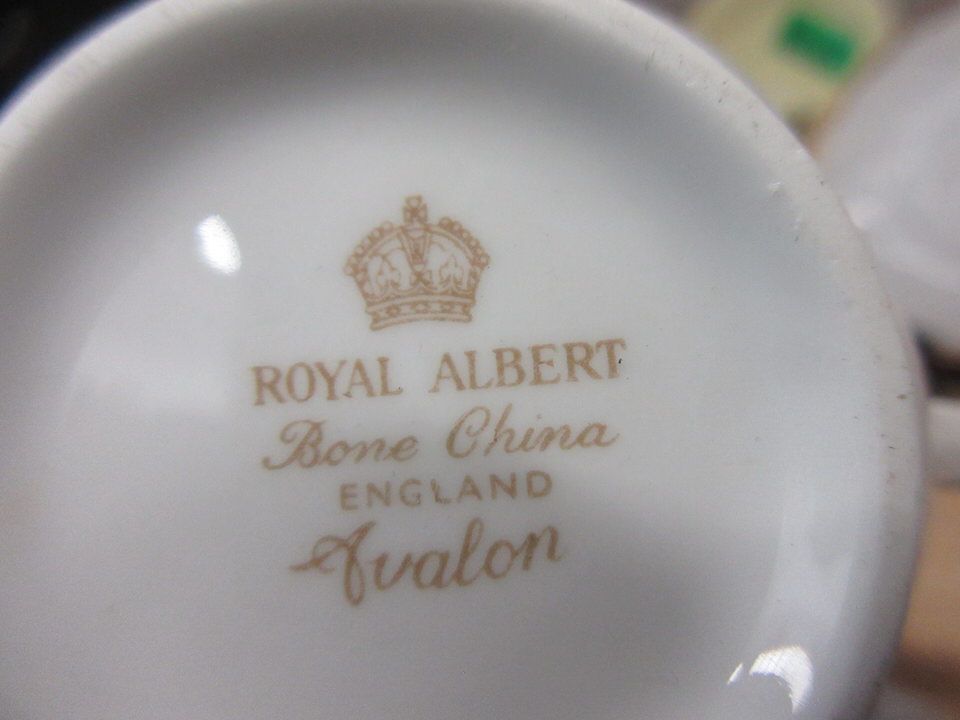 ROYAL ALBERT
Bone China
ENGLAND
Avalon